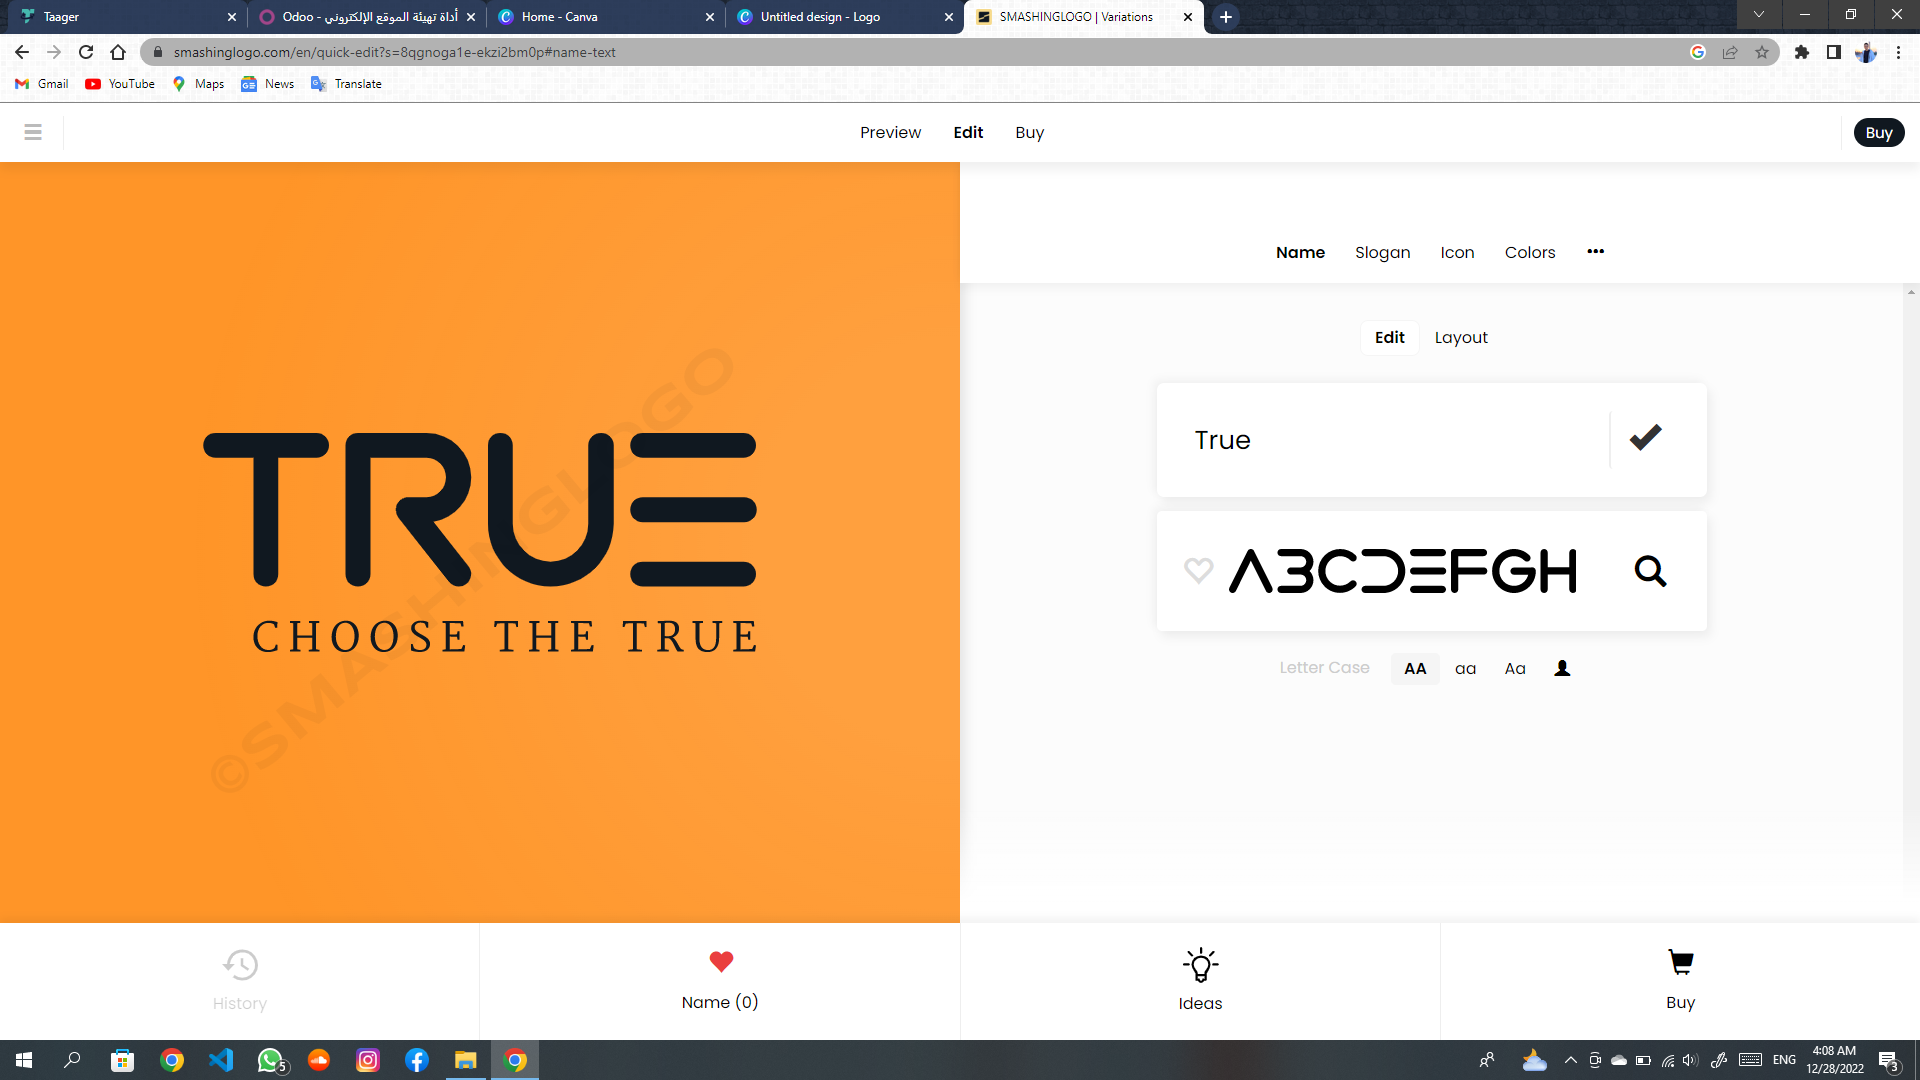 Taager
Odoo - أداة تهيئة الموقع الإلكتروني
Home - Canva
Untitled design - Logo
SMASHINGLOGO | Variations
smashinglogo.com/en/quick-edit?s=8qgnoga1e-ekzi2bm0p#name-text
Gmail
YouTube
Maps
News
Translate
Preview
Edit
Buy
Buy
TRUE
CHOOSE THE TRUE
©SMASHINGLOGO
Name
Slogan
Icon
Colors
Edit
Layout
True
ABCDEFGH
Letter Case
AA
aa
Aa
History
Name (0)
Ideas
Buy
5
ENG
4:08 AM
12/28/2022
3